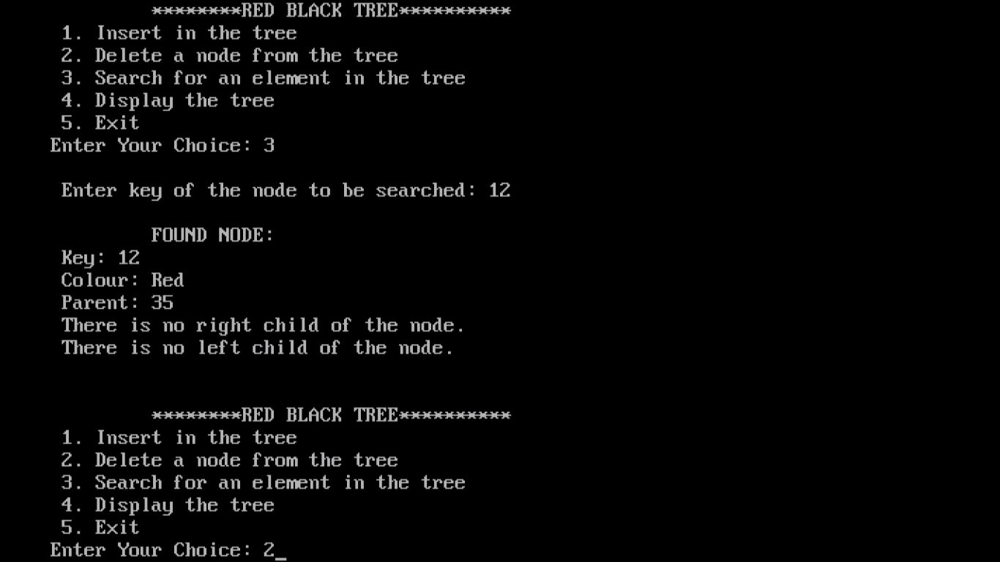 ********RED BLACK TREE**********
1. Insert in the tree
2. Delete a node from the tree
3. Search for an element in the tree
4. Display the tree
5. Exit
Enter Your Choice: 3
Enter key of the node to be searched: 12
FOUND NODE:
Key: 12
Colour: Red
Parent: 35
There is no right child of the node.
There is no left child of the node.
********RED BLACK TREE**********
1. Insert in the tree
2. Delete a node from the tree
3. Search for an element in the tree
4. Display the tree
5. Exit
Enter Your Choice: 2_